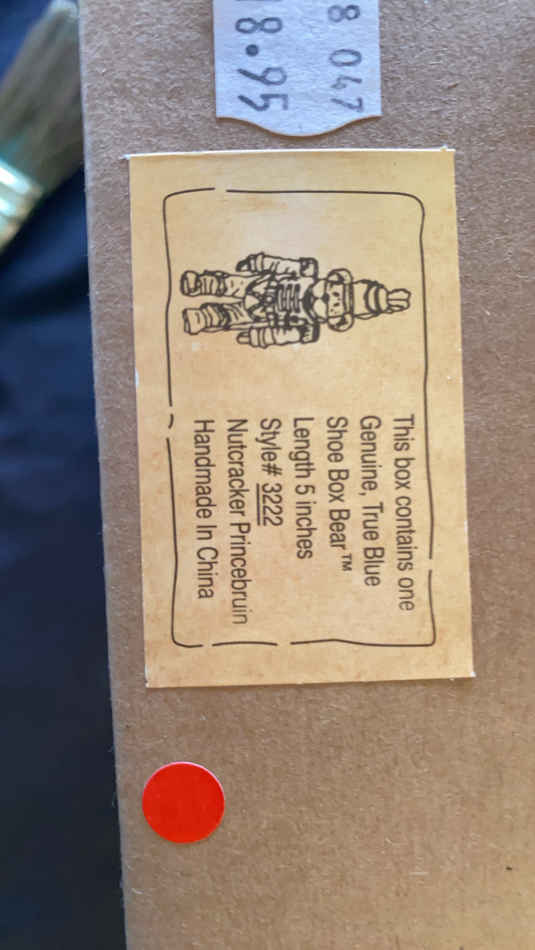 8 047
18.95
This box contains one
Genuine, True Blue
Shoe Box Bear™
Length 5 inches
Style# 3222
Nutcracker Princebruin
Handmade In China